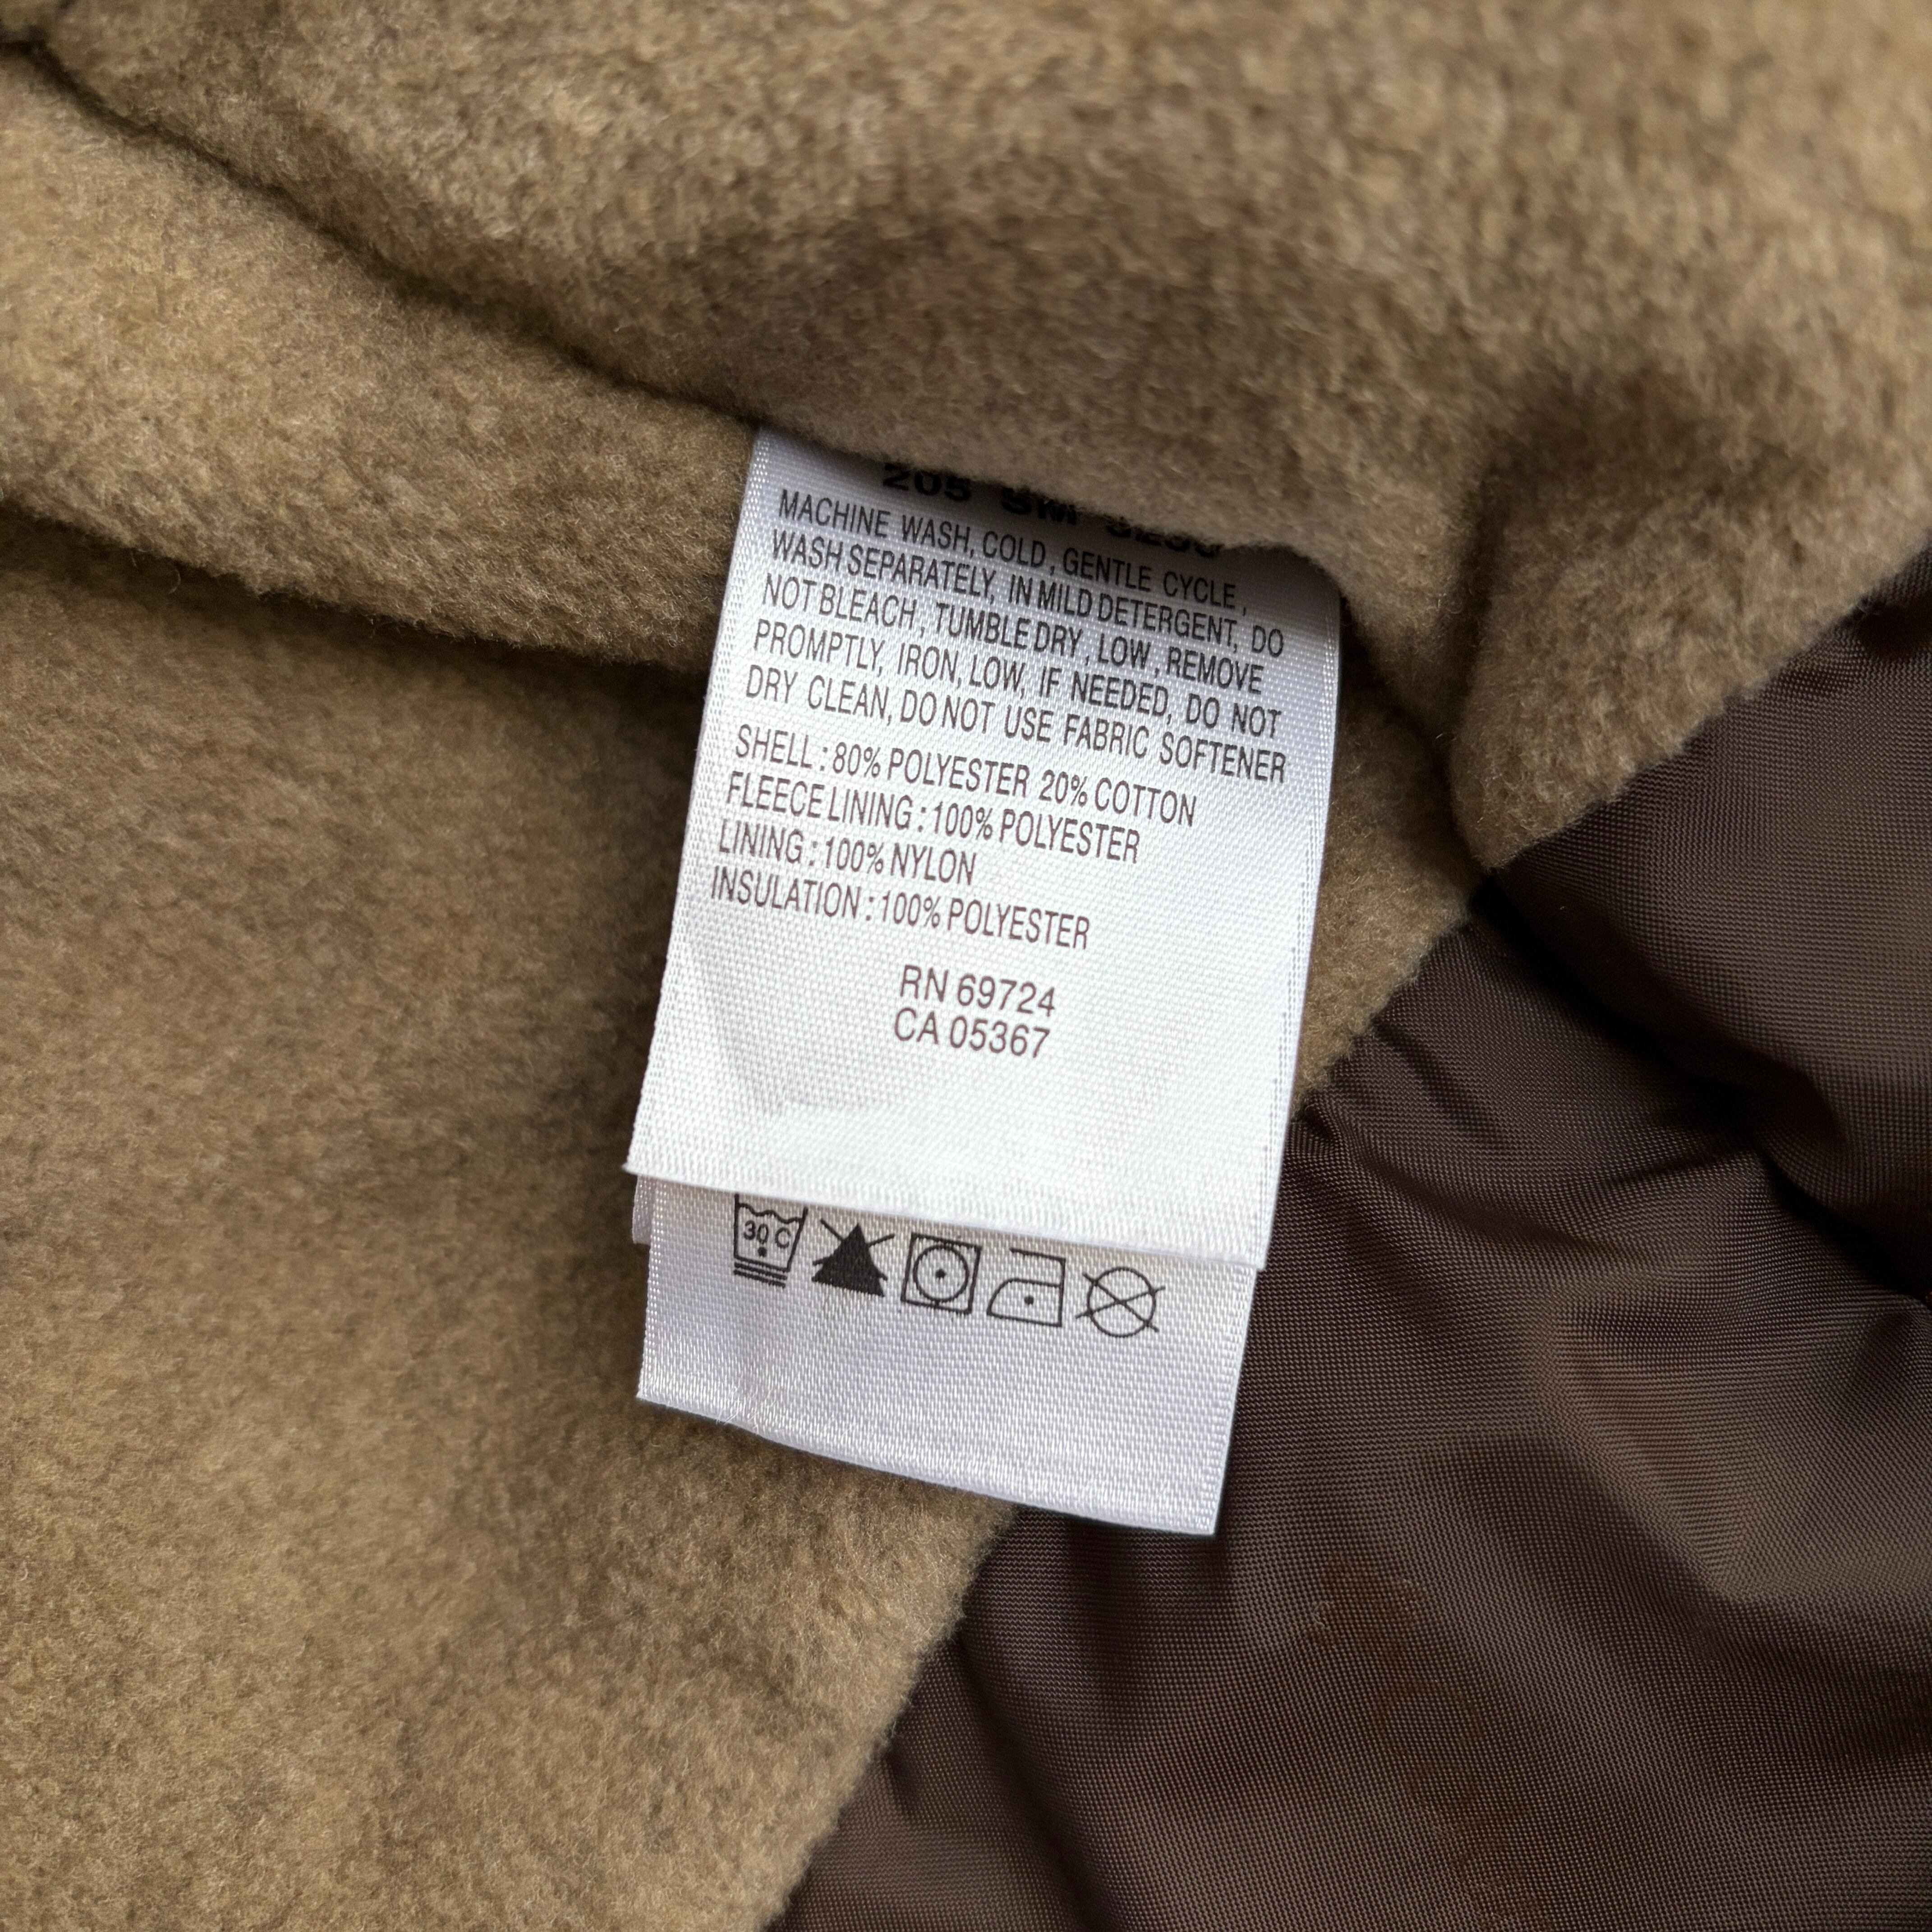 205 SM
MACHINE WASH, COLD, GENTLE CYCLE,
WASH SEPARATELY, IN MILD DETERGENT, DO
NOT BLEACH, TUMBLE DRY, LOW, REMOVE
PROMPTLY, IRON, LOW, IF NEEDED, DO NOT
DRY CLEAN, DO NOT USE FABRIC SOFTENER
SHELL : 80% POLYESTER 20% COTTON
FLEECE LINING : 100% POLYESTER
LINING : 100% NYLON
INSULATION : 100% POLYESTER
RN 69724
CA 05367
30 C